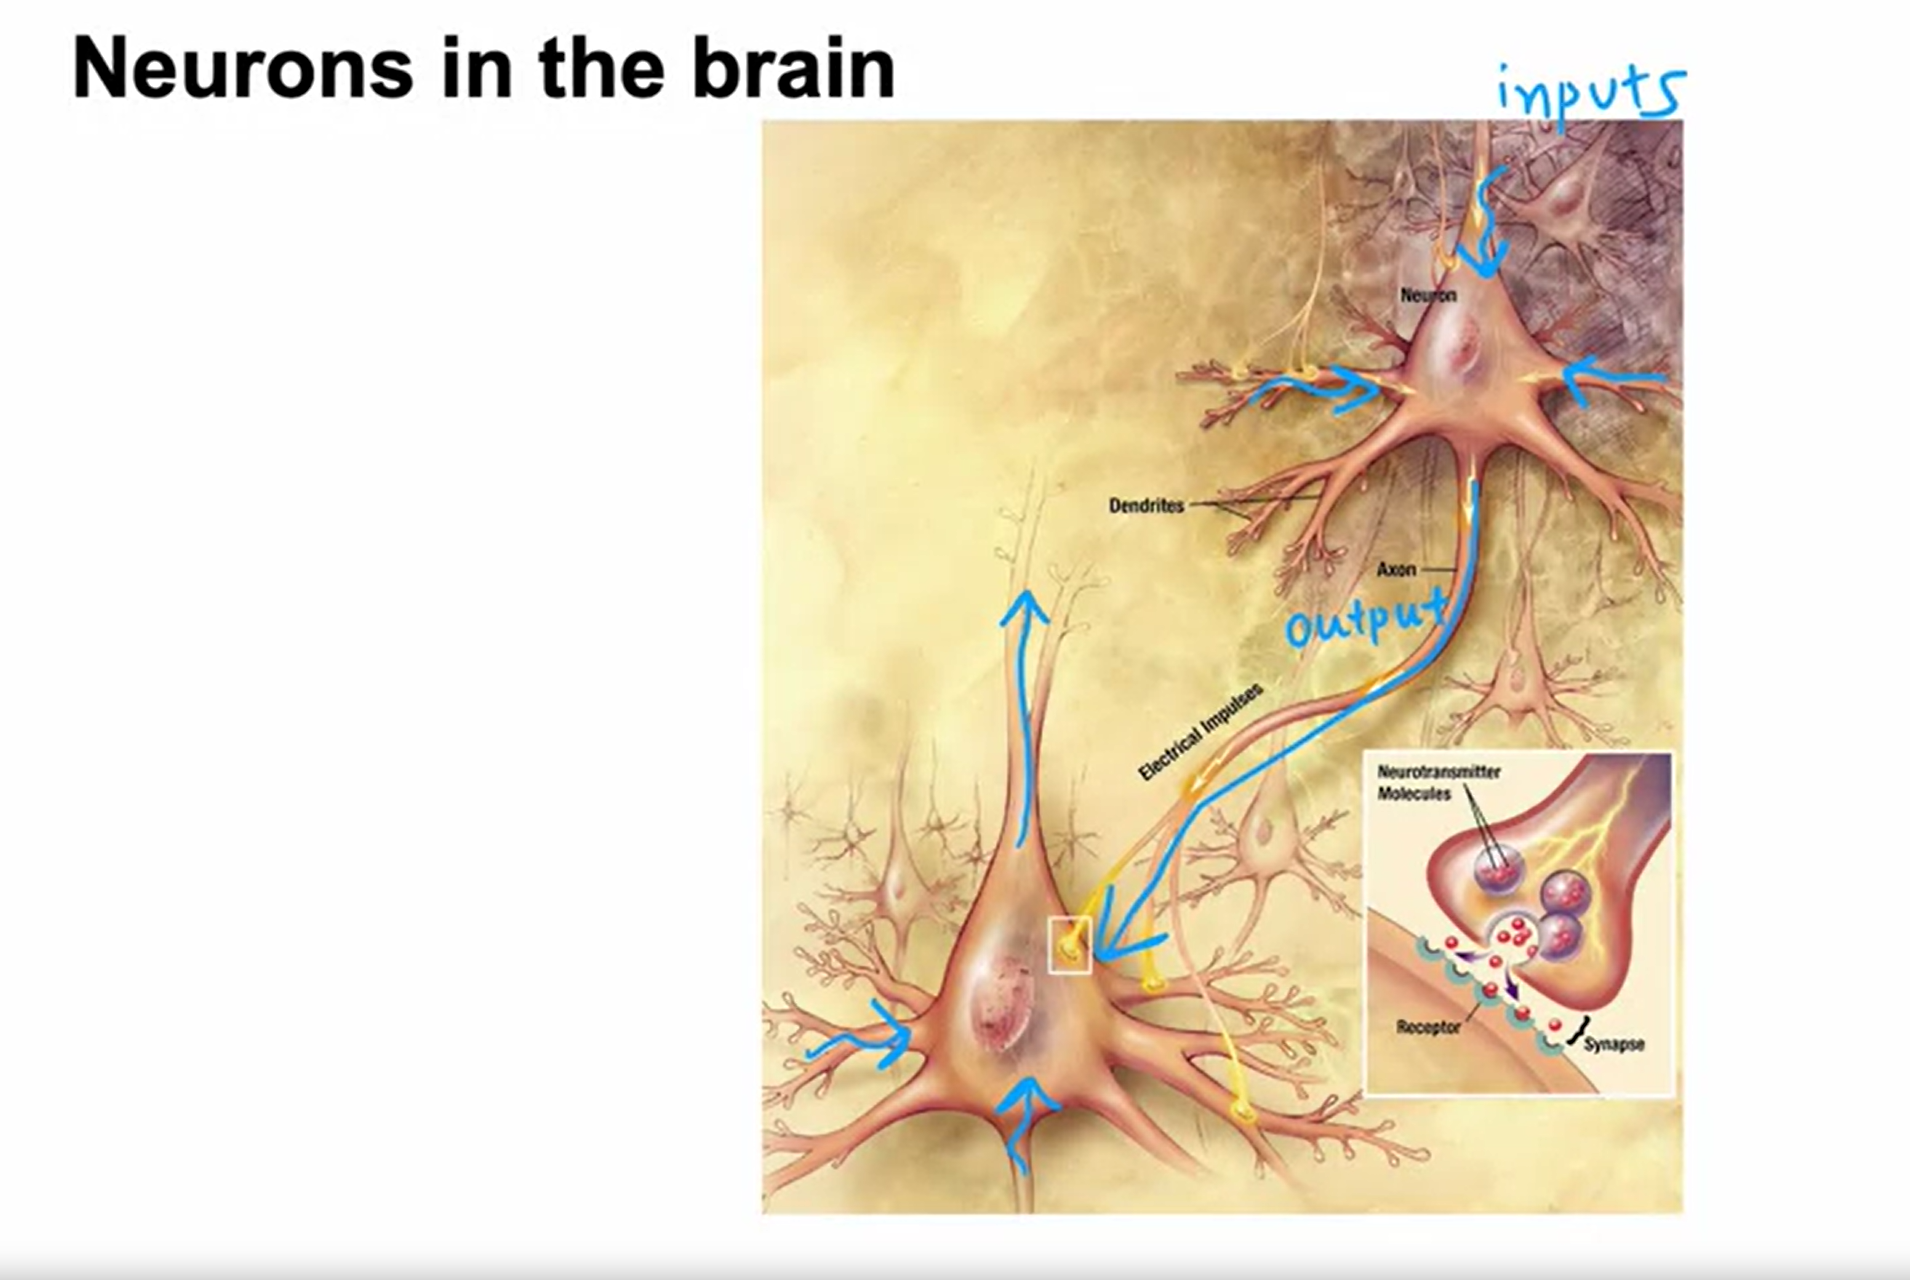 Neurons in the brain
inputs
Neuron
Dendrites
Axon
output
Electrical Impulses
Neurotransmitter
Molecules
Receptor
Synapse